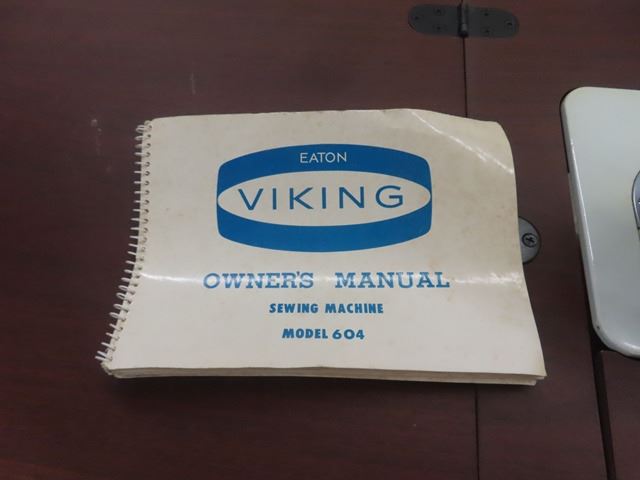 EATON
VIKING
OWNER'S MANUAL
SEWING MACHINE
MODEL 604